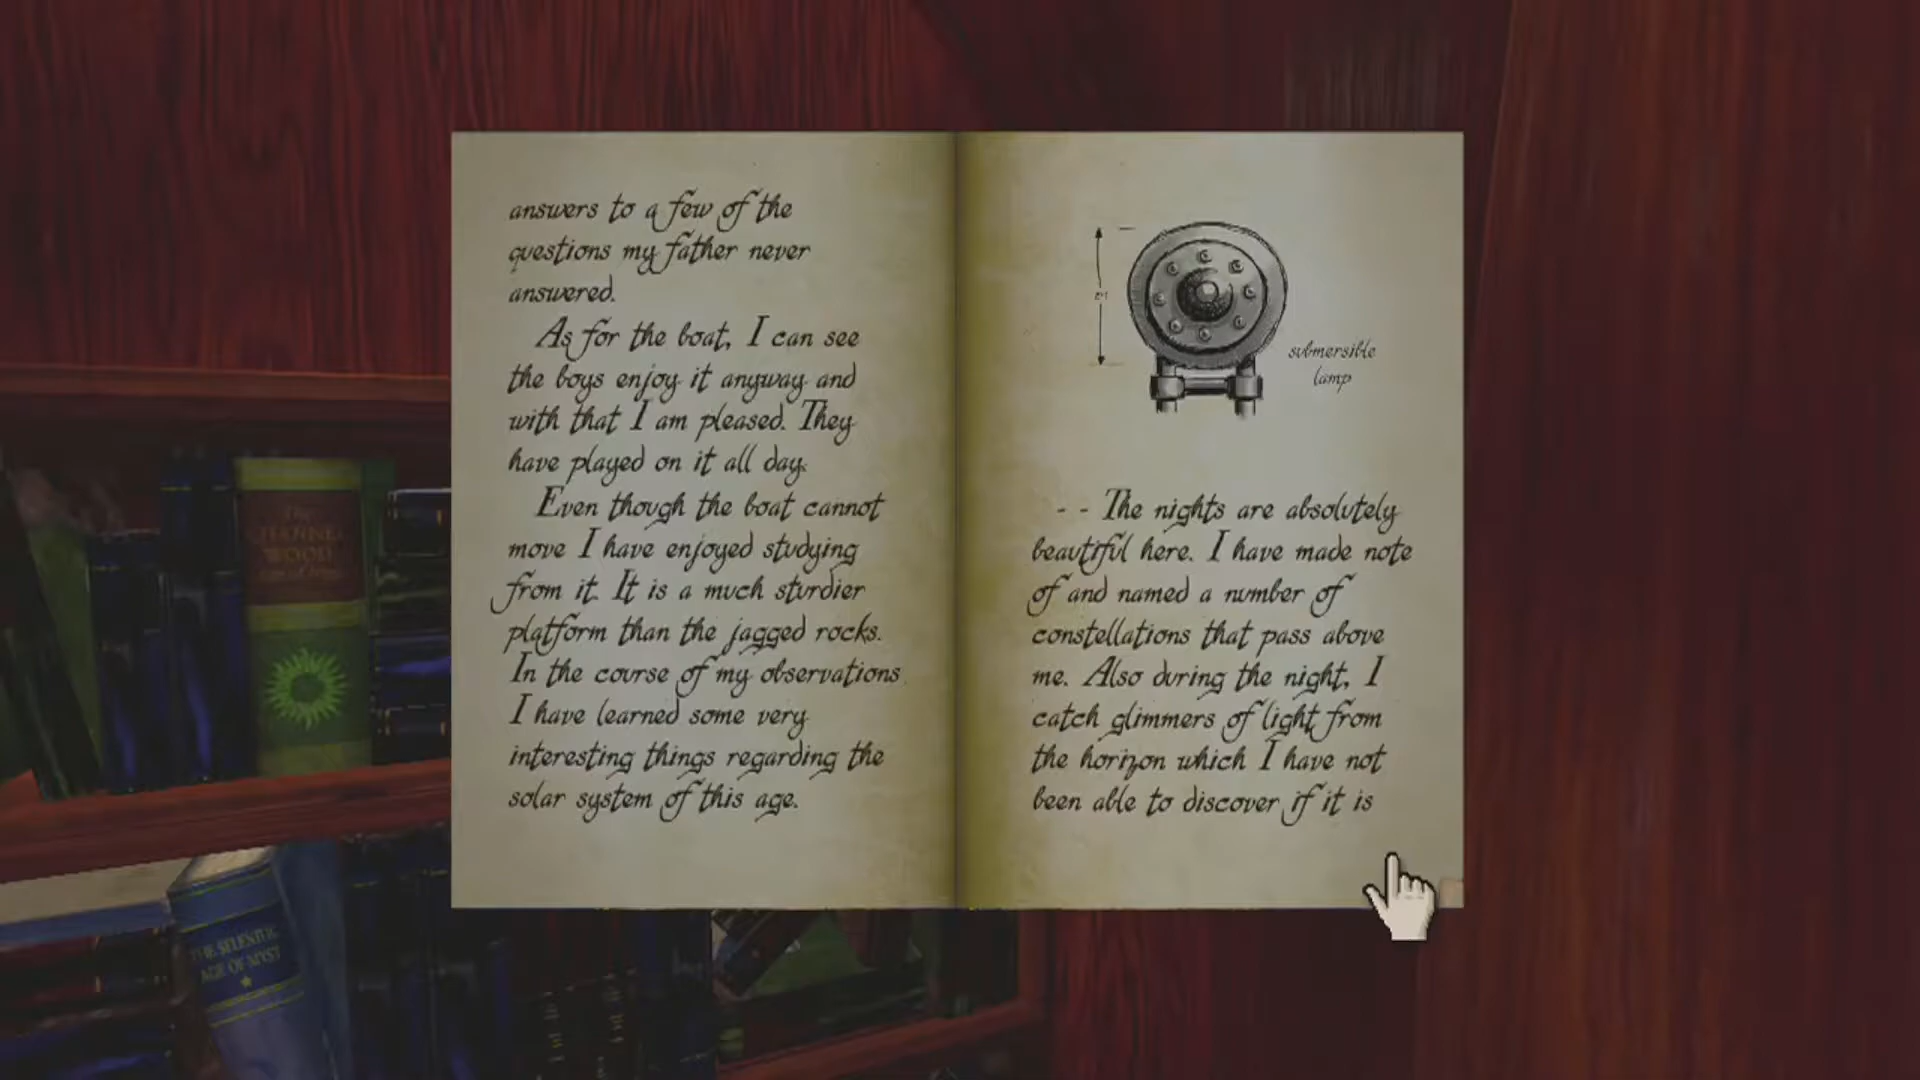 answers to a few of the
questions my father never
answered.
As for the boat, I can see
the boys enjoy it anyway and
with that I am pleased. They
have played on it all day.
Even though the boat cannot
move I have enjoyed studying
from it. It is a much sturdier
platform than the jagged rocks.
In the course of my observations
I have learned some very
interesting things regarding the
solar system of this age.
submersible
lamp
- - The nights are absolutely
beautiful here. I have made note
of and named a number of
constellations that pass above
me. Also during the night, I
catch glimmers of light from
the horizon which I have not
been able to discover if it is
The
WOOD
THE SELENITIC
AGE OF MYST